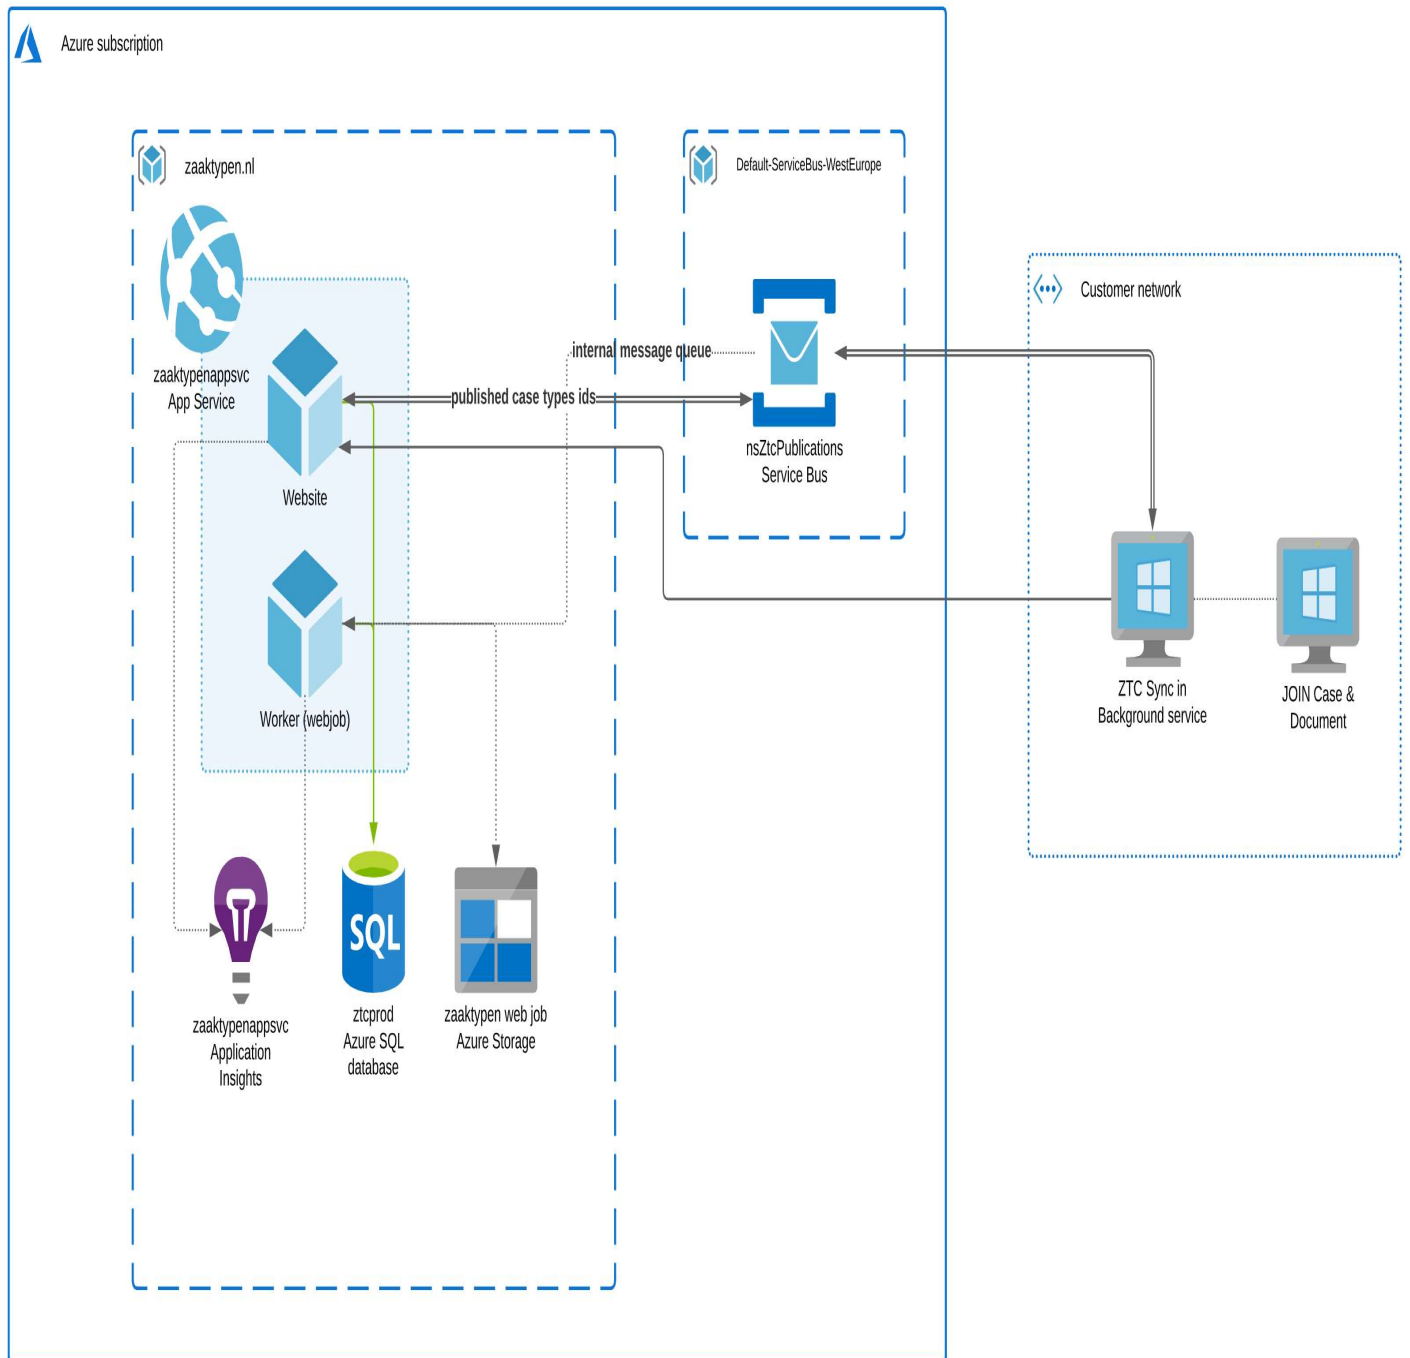 Azure subscription
zaaktypen.nl
Default-ServiceBus-WestEurope
Customer network
internal message queue
zaaktypenappsvc
App Service
published case types ids
nsZtcPublications
Service Bus
Website
ZTC Sync in
Background service
JOIN Case &
Document
Worker (webjob)
SQL
zaaktypenappsvc
Application
Insights
ztcprod
Azure SQL
database
zaaktypen web job
Azure Storage